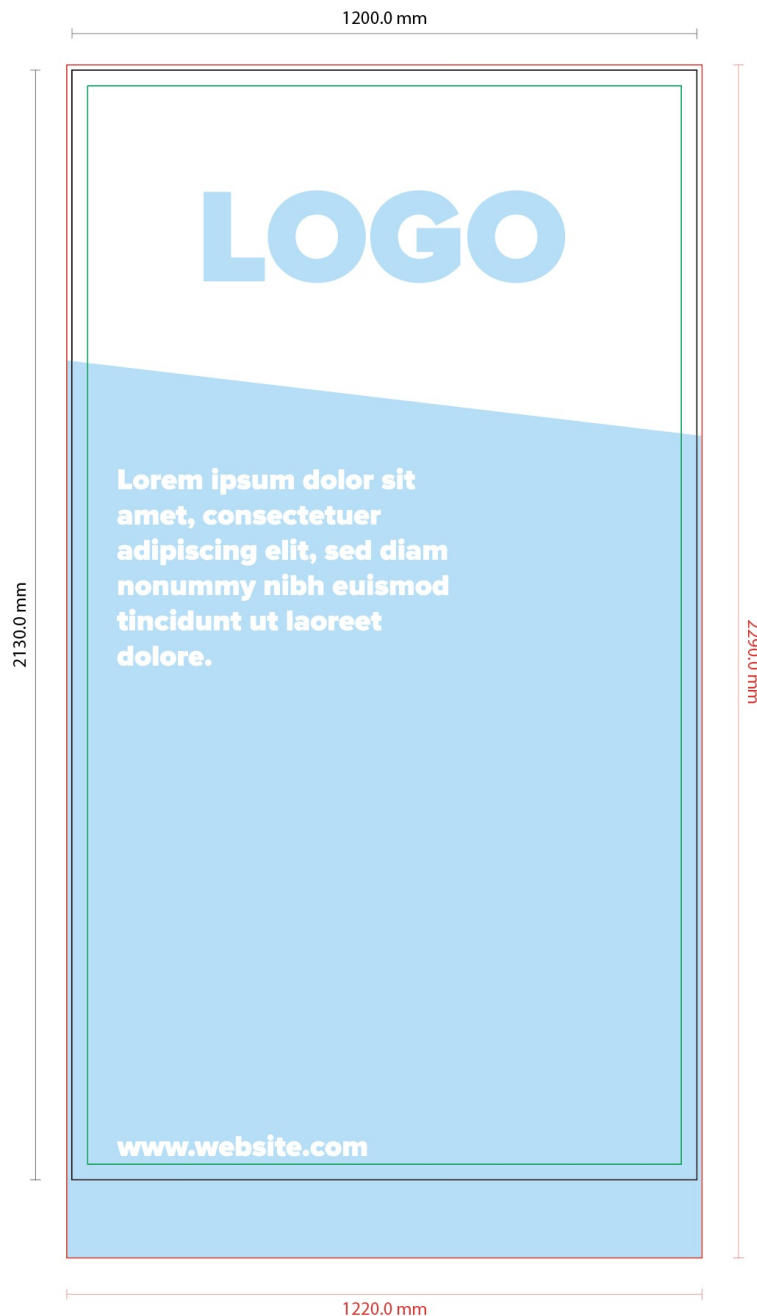 1200.0 mm
LOGO
Lorem ipsum dolor sit
amet, consectetuer
adipiscing elit, sed diam
nonummy nibh euismod
tincidunt ut laoreet
dolore.
2130.0 mm
2290.0 mm
www.website.com
1220.0 mm